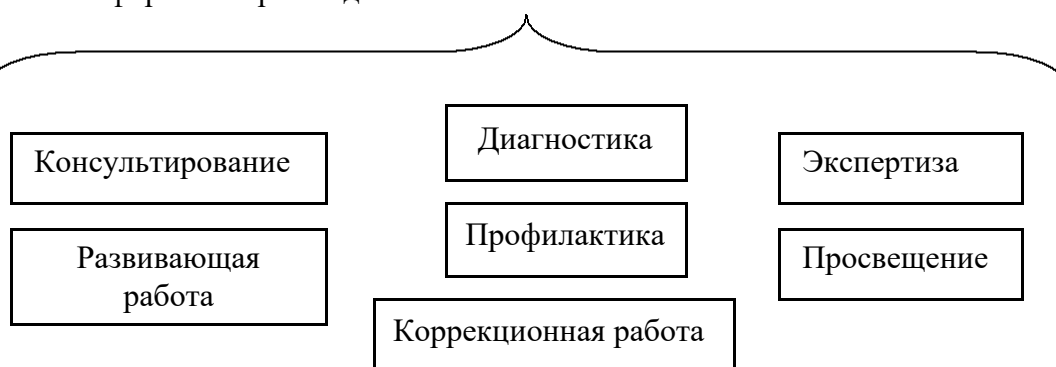 Диагностика
Консультирование
Экспертиза
Профилактика
Развивающая
работа
Просвещение
Коррекционная работа